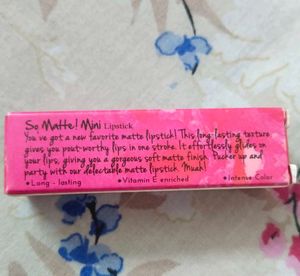 So Matte! Mini Lipstick
You've got a new favorite matte lipstick! This long-lasting texture
gives you pout-worthy lips in one stroke. It effortlessly glides on
your lips, giving you a gorgeous soft matte finish. Pucker up and
party with our delectable matte lipstick. Muah!
•Long - lasting •Vitamin E enriched •Intense Color